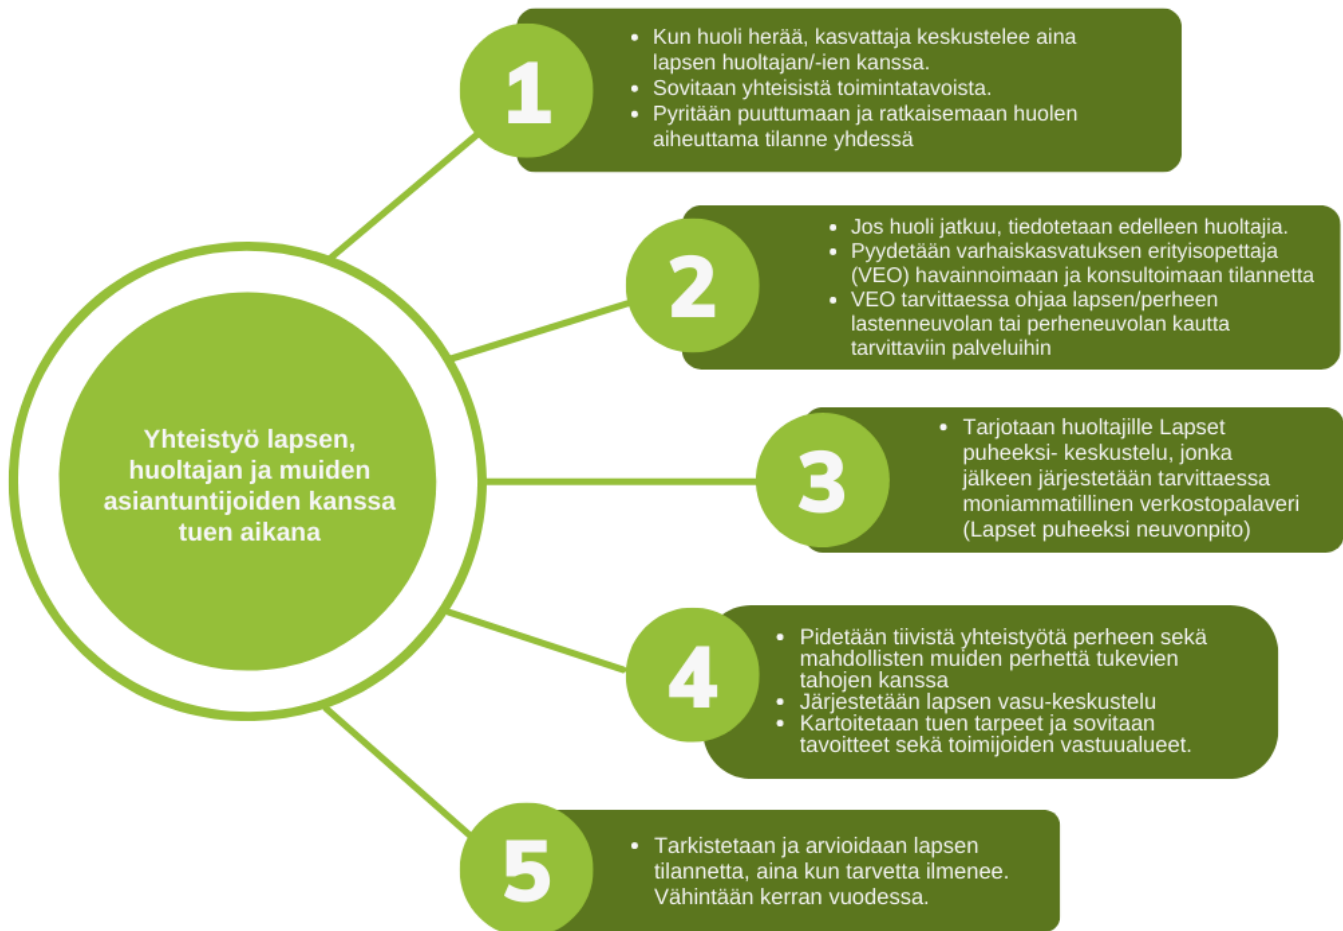 Yhteistyö lapsen,
huoltajan ja muiden
asiantuntijoiden kanssa
tuen aikana
1
• Kun huoli herää, kasvattaja keskustelee aina
lapsen huoltajan/-ien kanssa.
• Sovitaan yhteisistä toimintatavoista.
• Pyritään puuttumaan ja ratkaisemaan huolen
aiheuttama tilanne yhdessä
2
• Jos huoli jatkuu, tiedotetaan edelleen huoltajia.
• Pyydetään varhaiskasvatuksen erityisopettaja
(VEO) havainnoimaan ja konsultoimaan tilannetta
• VEO tarvittaessa ohjaa lapsen/perheen
lastenneuvolan tai perheneuvolan kautta
tarvittaviin palveluihin
3
• Tarjotaan huoltajille Lapset
puheeksi- keskustelu, jonka
jälkeen järjestetään tarvittaessa
moniammatillinen verkostopalaveri
(Lapset puheeksi neuvonpito)
4
• Pidetään tiivistä yhteistyötä perheen sekä
mahdollisten muiden perhettä tukevien
tahojen kanssa
• Järjestetään lapsen vasu-keskustelu
• Kartoitetaan tuen tarpeet ja sovitaan
tavoitteet sekä toimijoiden vastuualueet.
5
• Tarkistetaan ja arvioidaan lapsen
tilannetta, aina kun tarvetta ilmenee.
Vähintään kerran vuodessa.